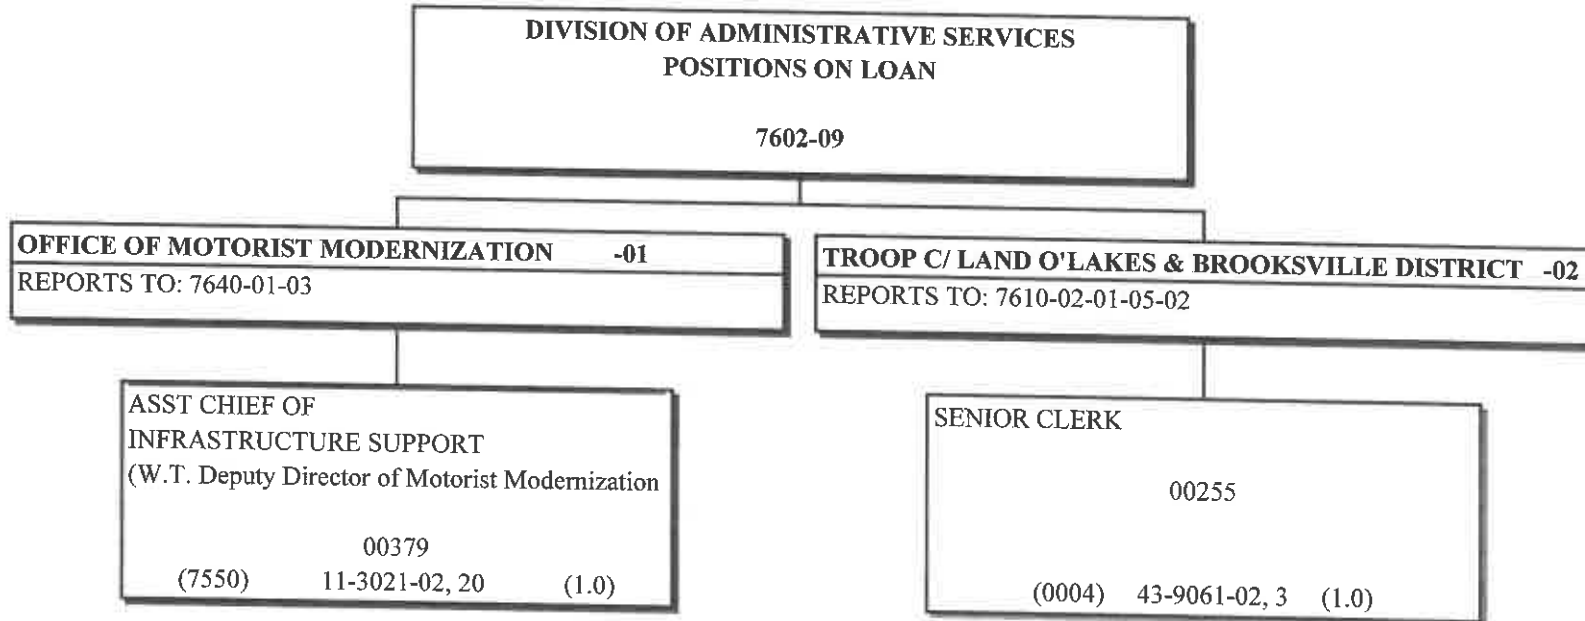 DIVISION OF ADMINISTRATIVE SERVICES
POSITIONS ON LOAN
7602-09
OFFICE OF MOTORIST MODERNIZATION -01
REPORTS TO: 7640-01-03
TROOP C/ LAND O'LAKES & BROOKSVILLE DISTRICT -02
REPORTS TO: 7610-02-01-05-02
ASST CHIEF OF
INFRASTRUCTURE SUPPORT
(W.T. Deputy Director of Motorist Modernization
00379
(7550) 11-3021-02, 20 (1.0)
SENIOR CLERK
00255
(0004) 43-9061-02, 3 (1.0)